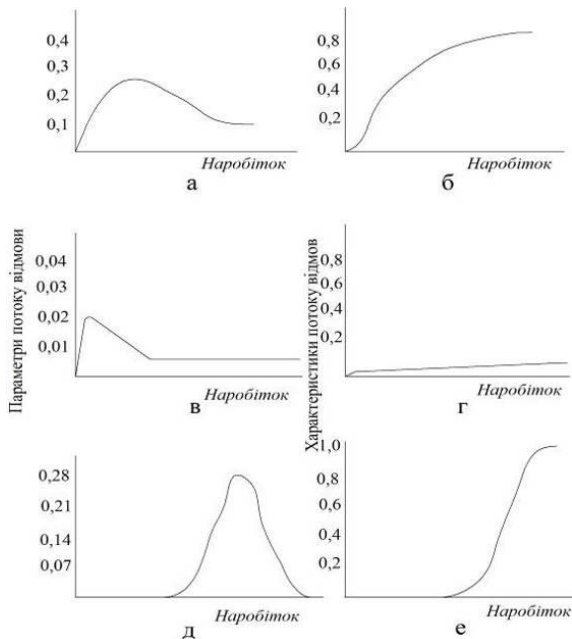 0,4
0,3
0,2
0,1
Наробіток
а
0,8
0,6
0,4
0,2
Наробіток
б
Параметри потоку відмови
0,04
0,03
0,02
0,01
Наробіток
в
Характеристики потоку відмов
0,8
0,6
0,4
0,2
Наробіток
г
0,28
0,21
0,14
0,07
Наробіток
д
1,0
0,8
0,6
0,4
0,2
Наробіток
е